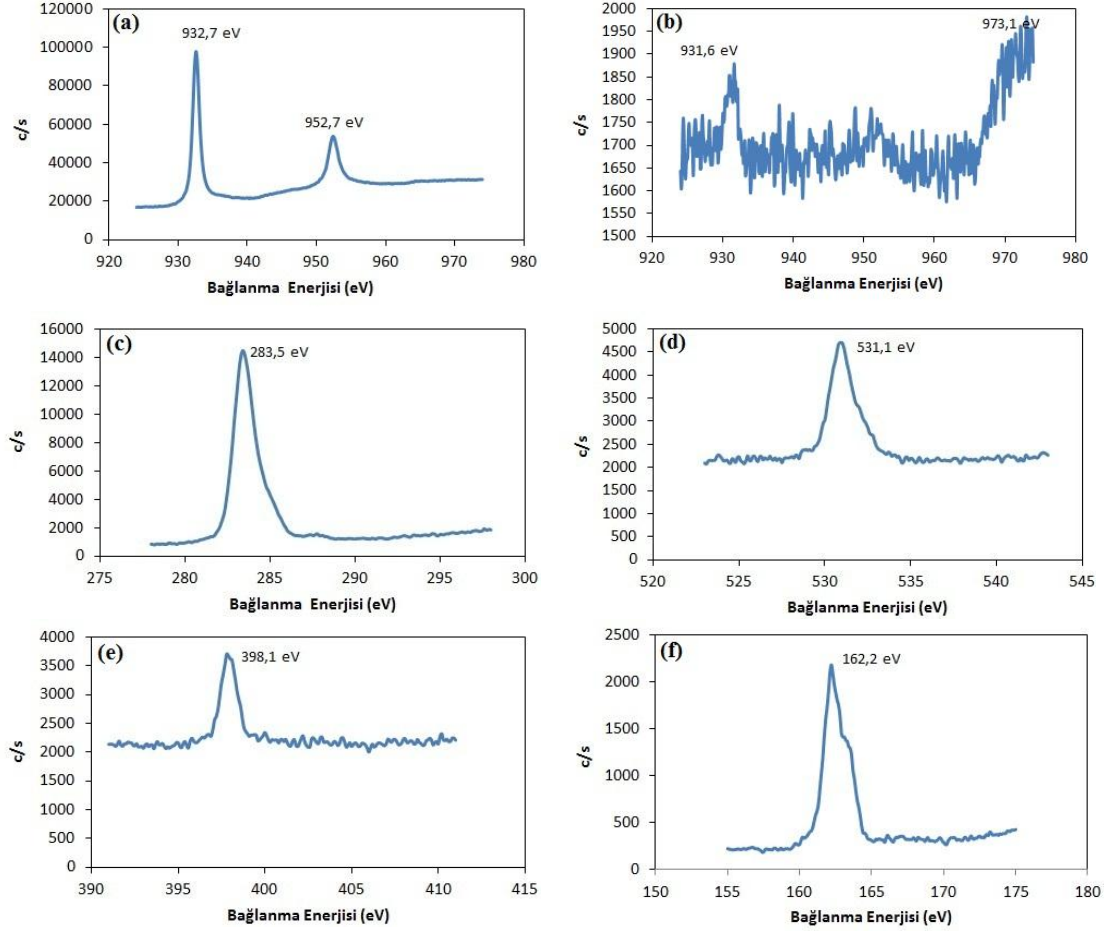 (a)
932,7 eV
952,7 eV
c/s
120000
100000
80000
60000
40000
20000
0
920 930 940 950 960 970 980
Bağlanma Enerjisi (eV)
(b)
931,6 eV
973,1 eV
c/s
2000
1950
1900
1850
1800
1750
1700
1650
1600
1550
1500
920 930 940 950 960 970 980
Bağlanma Enerjisi (eV)
(c)
283,5 eV
c/s
16000
14000
12000
10000
8000
6000
4000
2000
0
275 280 285 290 295 300
Bağlanma Enerjisi (eV)
(d)
531,1 eV
c/s
5000
4500
4000
3500
3000
2500
2000
1500
1000
500
0
520 525 530 535 540 545
Bağlanma Enerjisi (eV)
(e)
398,1 eV
c/s
4000
3500
3000
2500
2000
1500
1000
500
0
390 395 400 405 410 415
Bağlanma Enerjisi (eV)
(f)
162,2 eV
c/s
2500
2000
1500
1000
500
0
150 155 160 165 170 175 180
Bağlanma Enerjisi (eV)